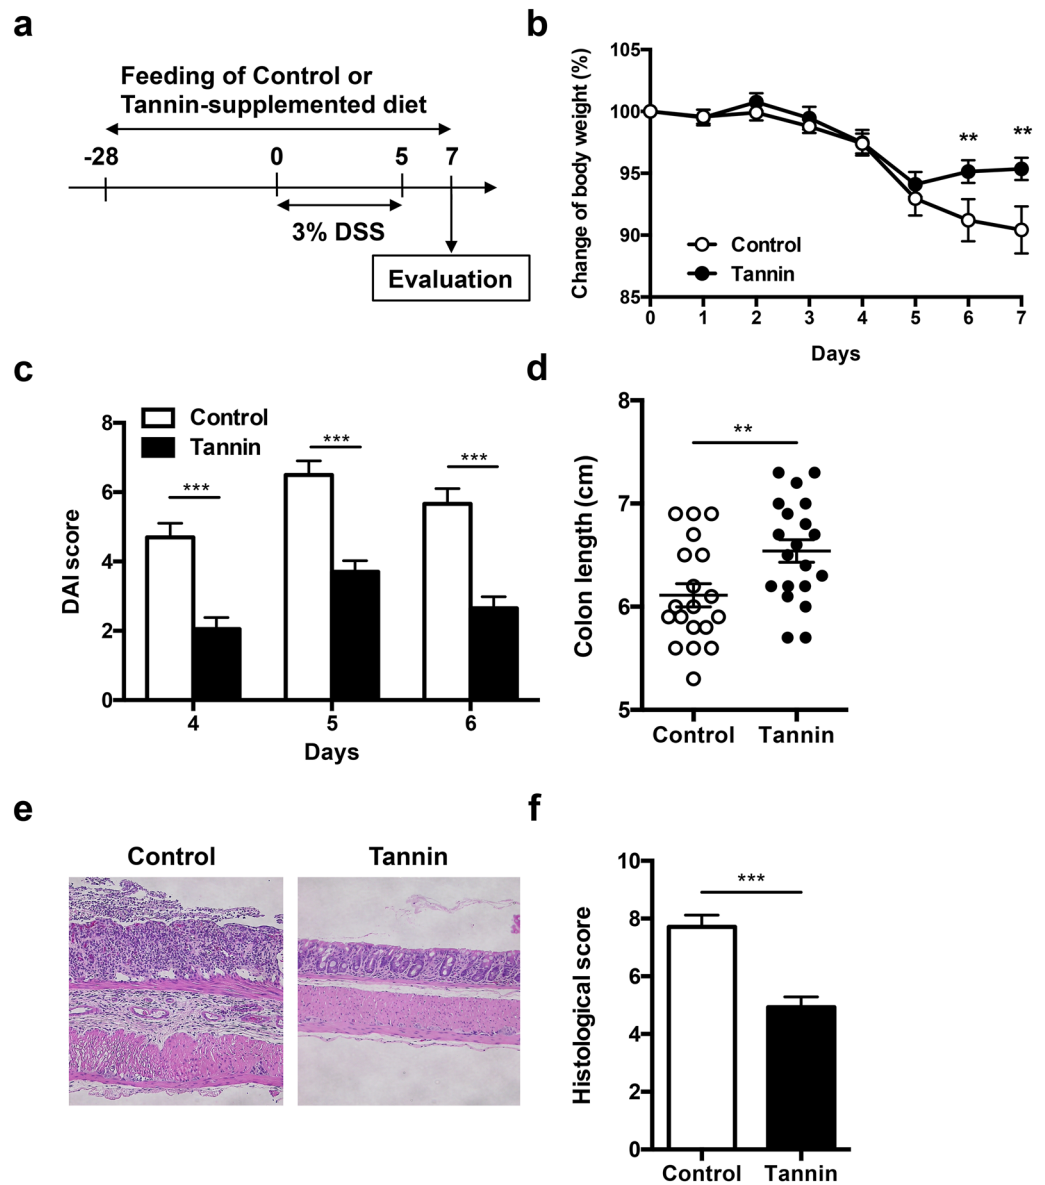 a
Feeding of Control or
Tannin-supplemented diet
-28 0 5 7
3% DSS
Evaluation
b
Change of body weight (%)
105
100
95
90
85
** **
Control
Tannin
0 1 2 3 4 5 6 7
Days
c
DAI score
8
6
4
2
0
Control
Tannin
*** *** ***
4 5 6
Days
d
Colon length (cm)
8
7
6
5
**
Control Tannin
e
Control Tannin
f
Histological score
10
8
6
4
2
0
***
Control Tannin